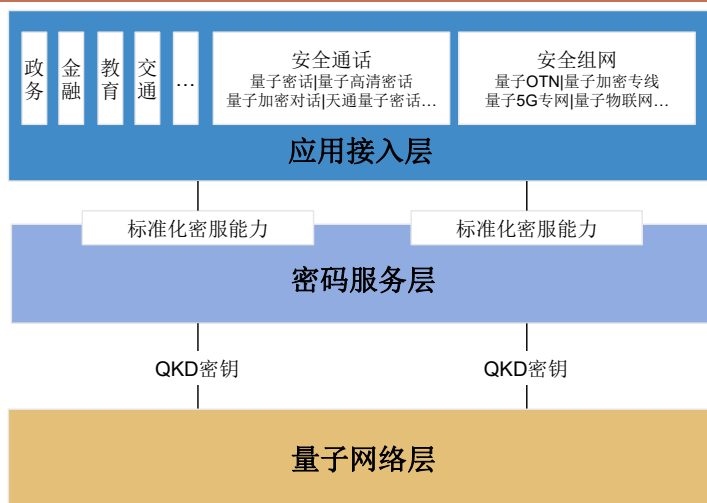 政务
金融
教育
交通
…
安全通话
量子密话|量子高清密话
量子加密对话|天通量子密话…
安全组网
量子OTN|量子加密专线
量子5G专网|量子物联网…
应用接入层
标准化密服能力
标准化密服能力
密码服务层
QKD密钥
QKD密钥
量子网络层